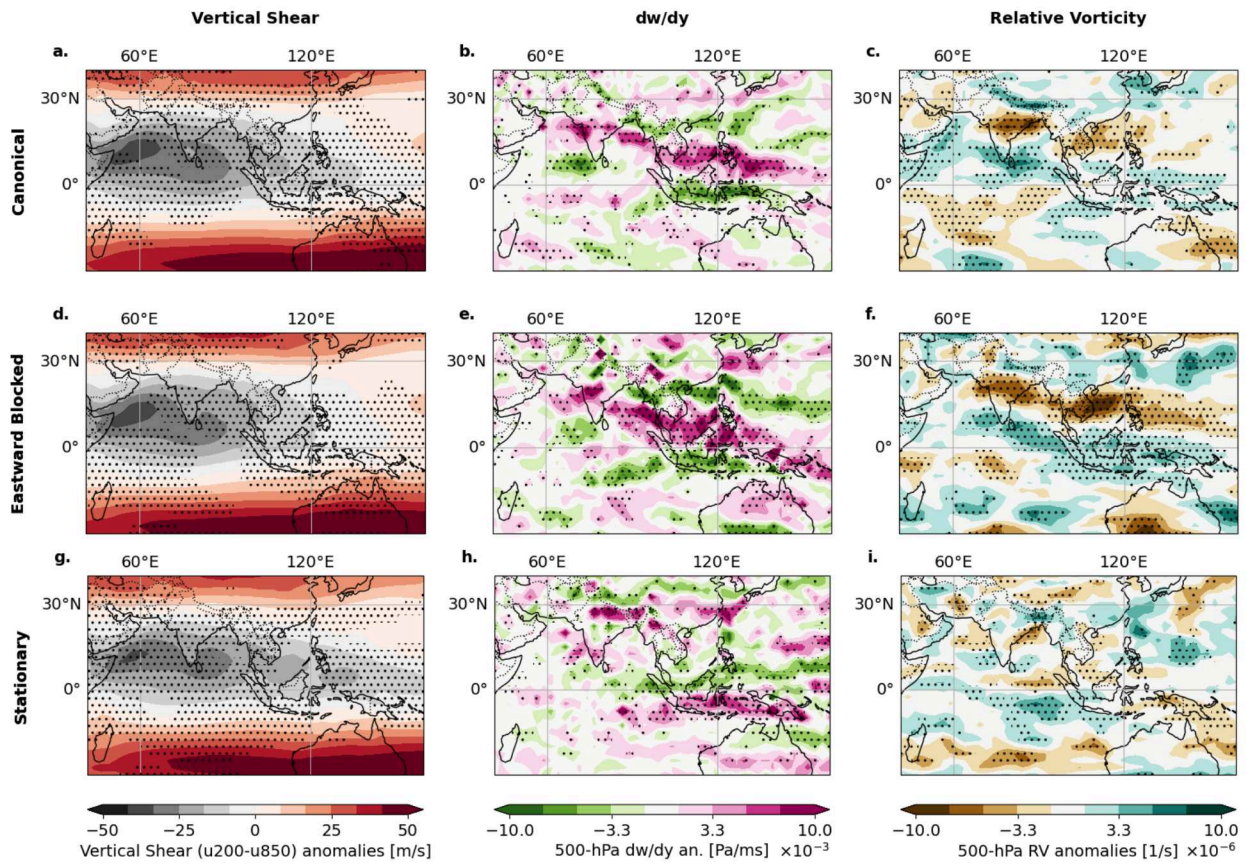 Vertical Shear
dw/dy
Relative Vorticity
a.
60°E
120°E
b.
60°E
120°E
c.
60°E
120°E
Canonical
30°N
0°
30°N
0°
30°N
0°
d.
60°E
120°E
e.
60°E
120°E
f.
60°E
120°E
Eastward Blocked
30°N
0°
30°N
0°
30°N
0°
g.
60°E
120°E
h.
60°E
120°E
i.
60°E
120°E
Stationary
30°N
0°
30°N
0°
30°N
0°
−50 −25 0 25 50
Vertical Shear (u200-u850) anomalies [m/s]
−10.0 −3.3 3.3 10.0
500-hPa dw/dy an. [Pa/ms] ×10⁻³
−10.0 −3.3 3.3 10.0
500-hPa RV anomalies [1/s] ×10⁻⁶